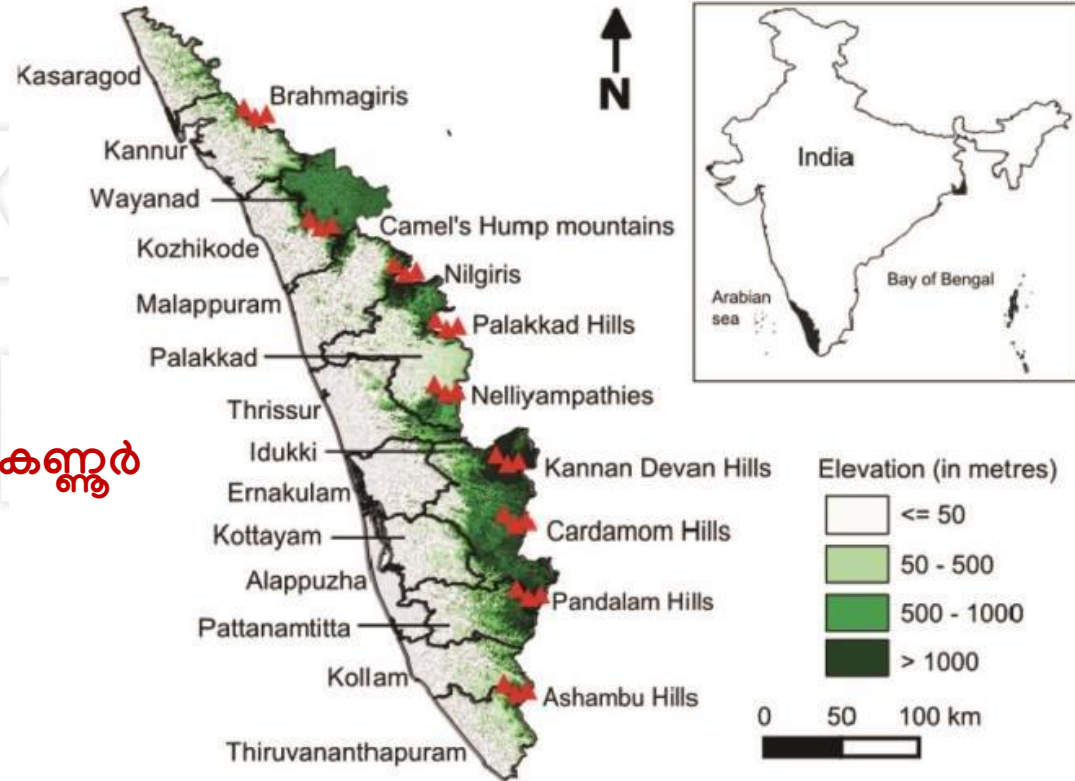 Kasaragod
Brahmagiris
N
Kannur
Wayanad
India
Camel's Hump mountains
Kozhikode
Nilgiris
Bay of Bengal
Malappuram
Arabian
sea
Palakkad Hills
Palakkad
Nelliyampathies
Thrissur
കണ്ണൂർ
Idukki
Kannan Devan Hills
Elevation (in metres)
Ernakulam
<= 50
Kottayam
Cardamom Hills
50 - 500
Alappuzha
Pandalam Hills
500 - 1000
Pattanamtitta
> 1000
Kollam
Ashambu Hills
0 50 100 km
Thiruvananthapuram